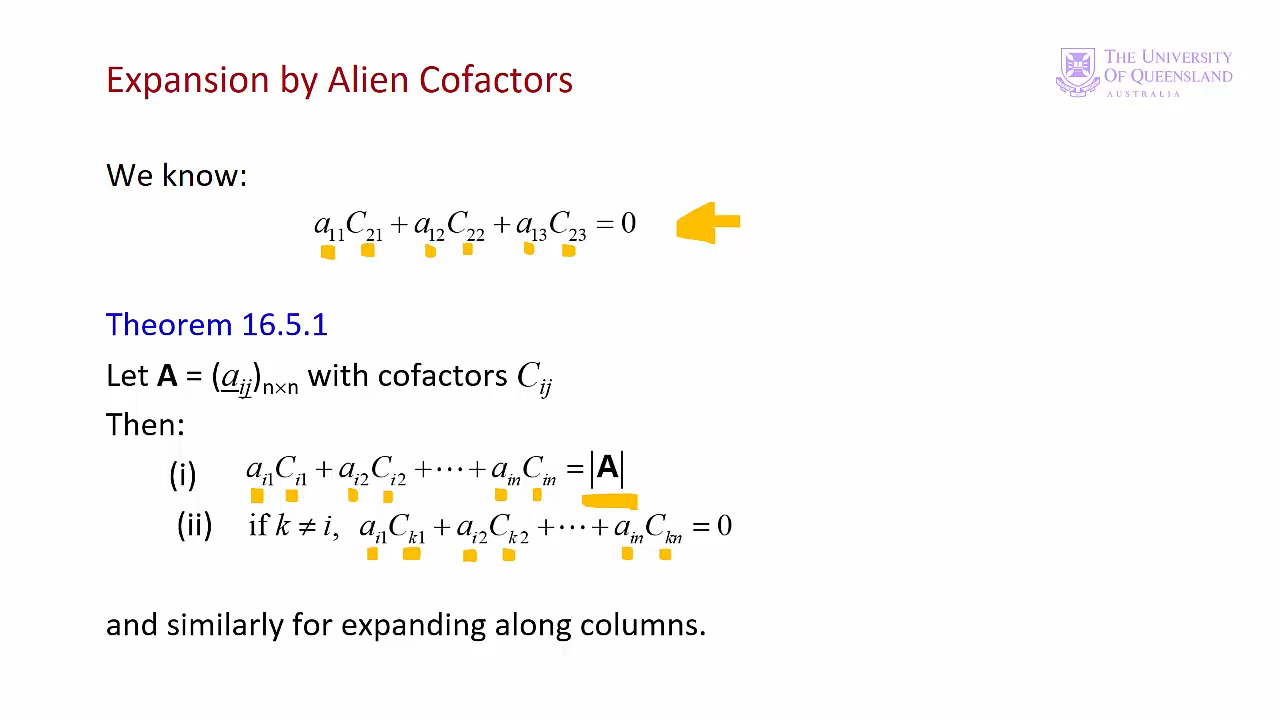 Expansion by Alien Cofactors
THE UNIVERSITY
OF QUEENSLAND
AUSTRALIA
We know:
a₁₁C₂₁ + a₁₂C₂₂ + a₁₃C₂₃ = 0
Theorem 16.5.1
Let A = (aᵢⱼ)ₙ×ₙ with cofactors Cᵢⱼ
Then:
(i) aᵢ₁Cᵢ₁ + aᵢ₂Cᵢ₂ + ⋯ + aᵢₙCᵢₙ = |A|
(ii) if k ≠ i, aᵢ₁Cₖ₁ + aᵢ₂Cₖ₂ + ⋯ + aᵢₙCₖₙ = 0
and similarly for expanding along columns.